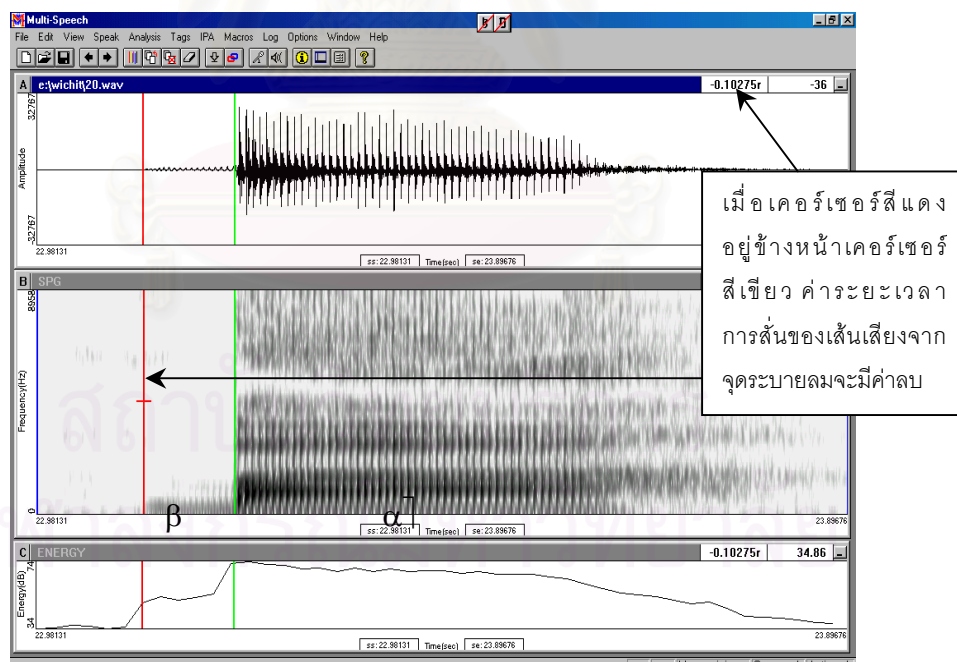 Multi-Speech
File Edit View Speak Analysis Tags IPA Macros Log Options Window Help
A e:\wichit\20.wav -0.10275r -36
32767
Amplitude
-32767
22.98131
ss:22.98131 Time(sec) se:23.89676
เมื่อเคอร์เซอร์สีแดง
อยู่ข้างหน้าเคอร์เซอร์
สีเขียว ค่าระยะเวลา
การสั่นของเส้นเสียงจาก
จุดระบายลมจะมีค่าลบ
B SPG
8958
Frequency(Hz)
0
β α
22.98131 23.89676
ss:22.98131 Time(sec) se:23.89676
C ENERGY -0.10275r 34.86
74
Energy(dB)
34
22.98131 23.89676
ss:22.98131 Time(sec) se:23.89676